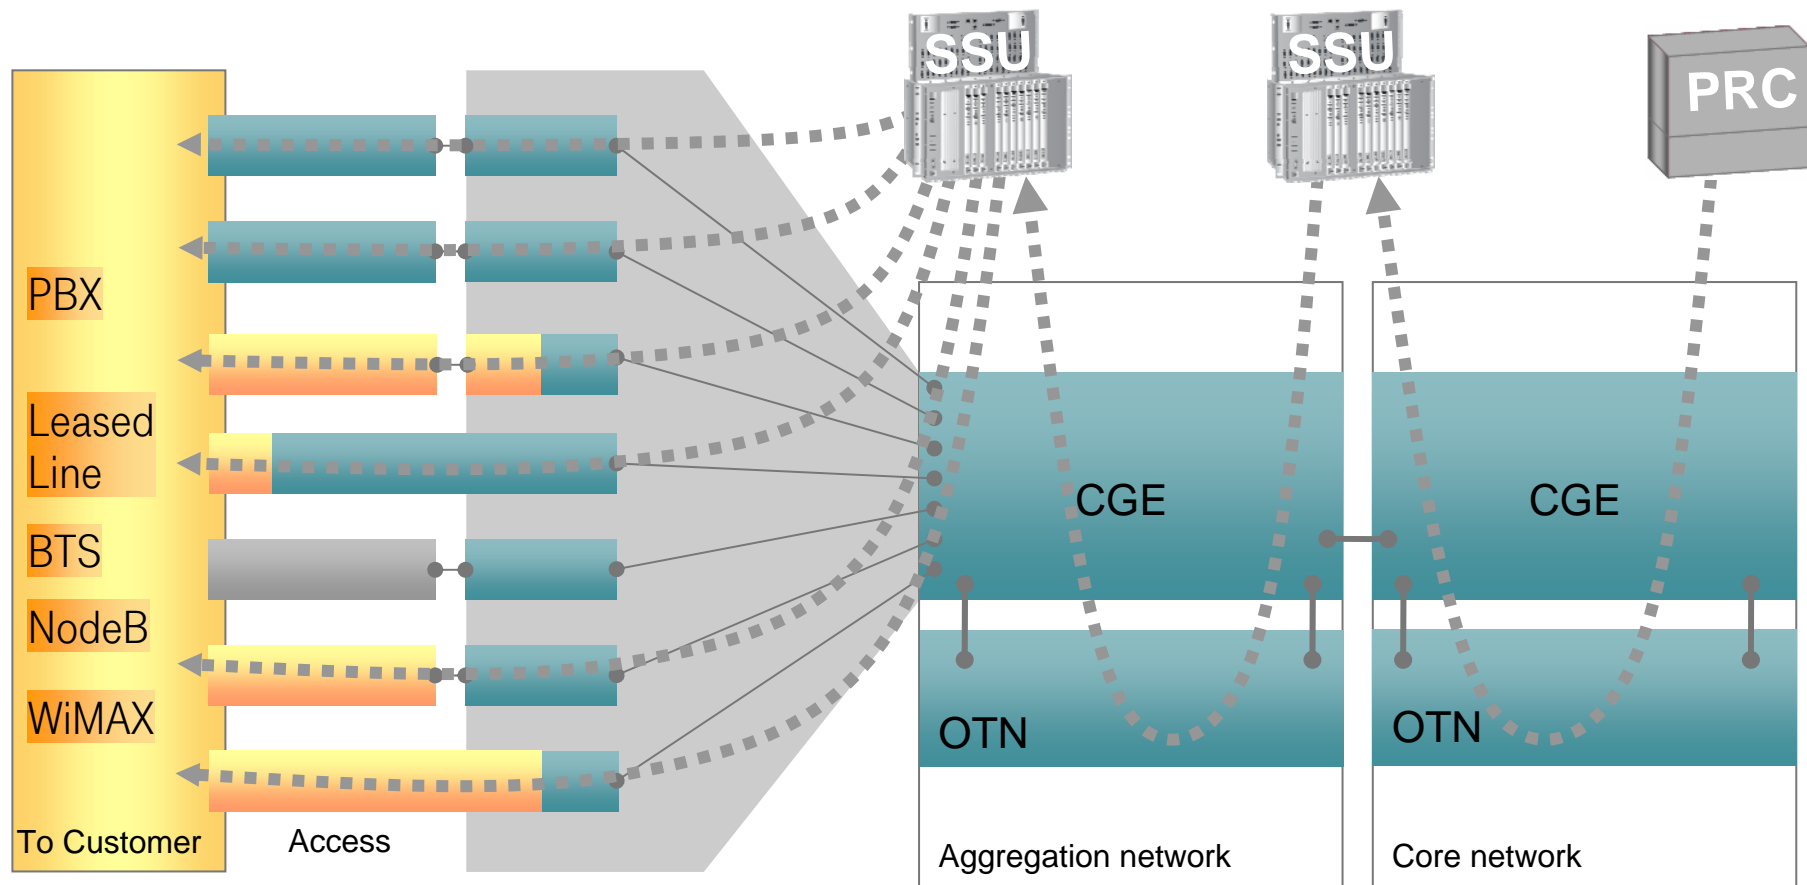 SSU
SSU
PRC
PBX
Leased
Line
BTS
NodeB
WiMAX
CGE
CGE
OTN
OTN
To Customer
Access
Aggregation network
Core network